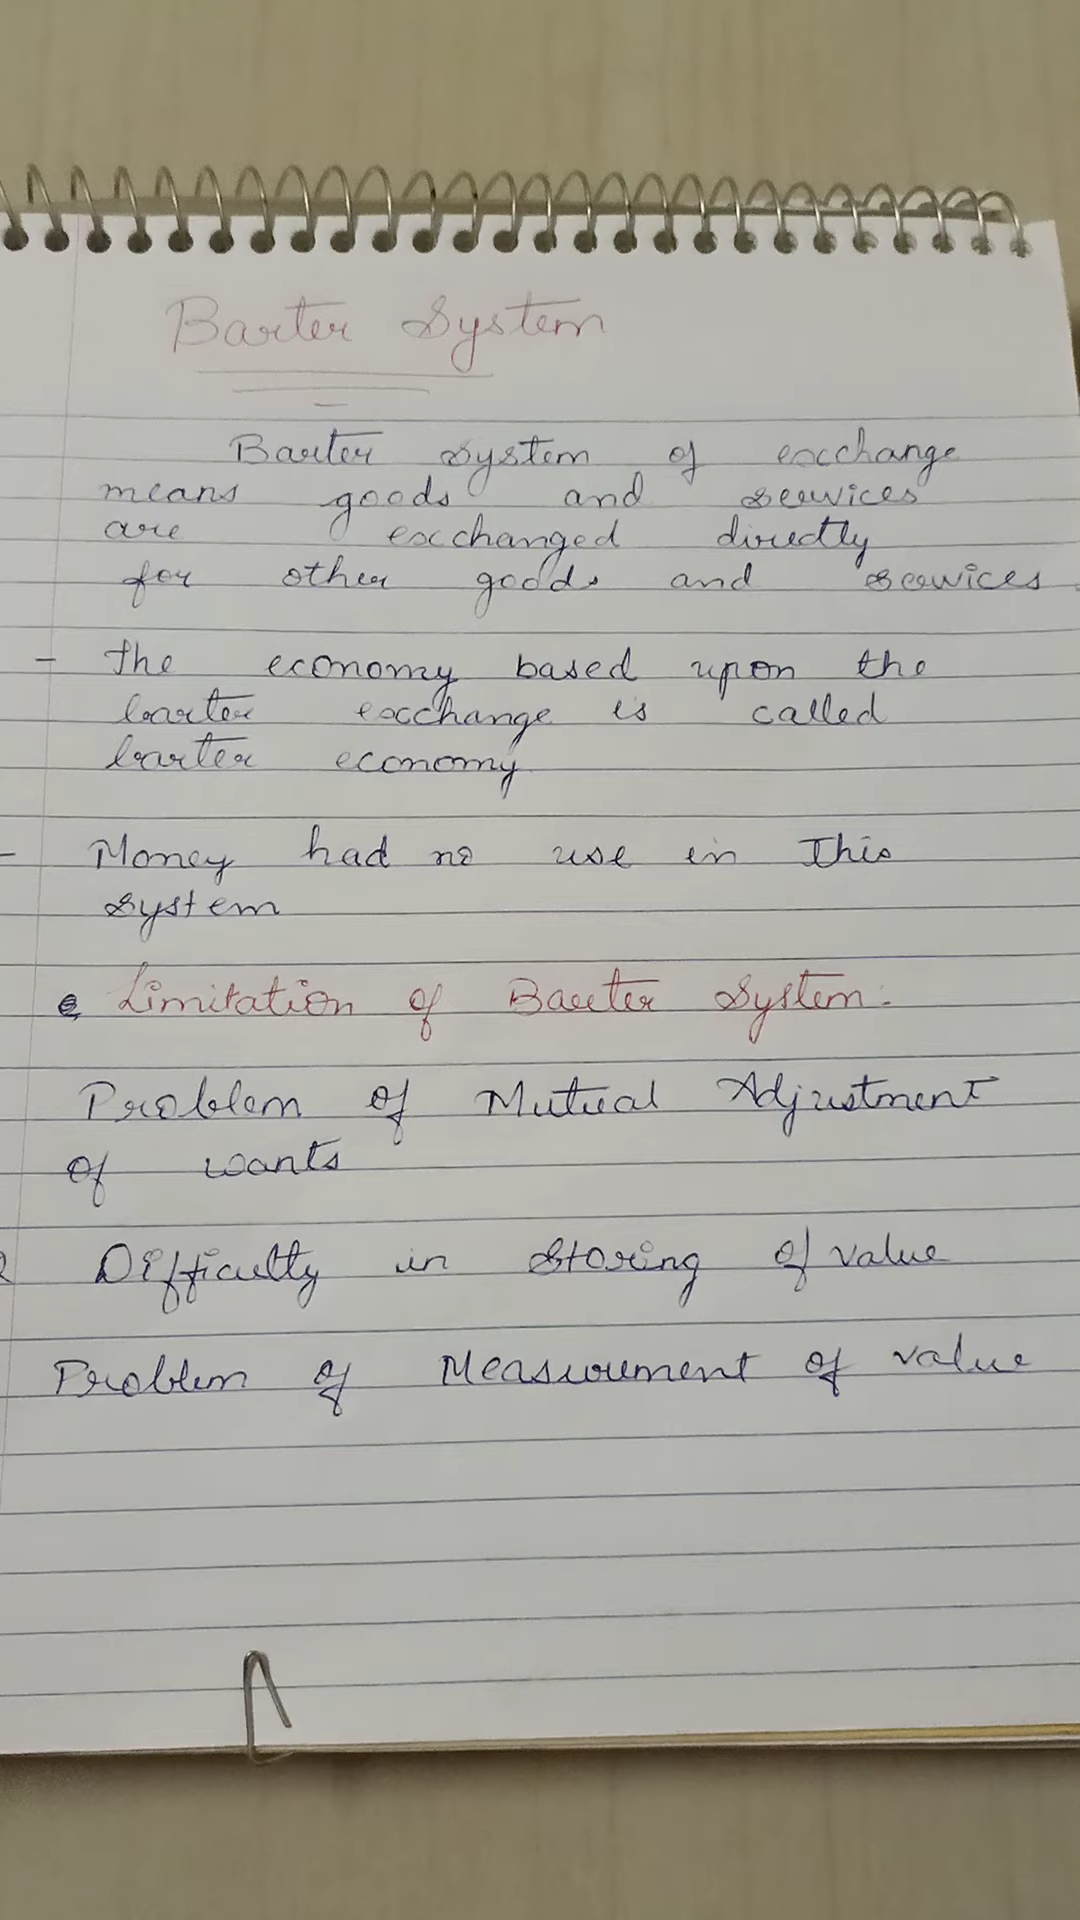 Barter System
Barter system of exchange
means goods and services
are exchanged directly
for other goods and services.
- The economy based upon the
barter exchange is called
barter economy
- Money had no use in This
system
Limitation of Barter System:
Problem of Mutual Adjustment
of wants
2 Difficulty in Storing of value
Problem of Measurement of value